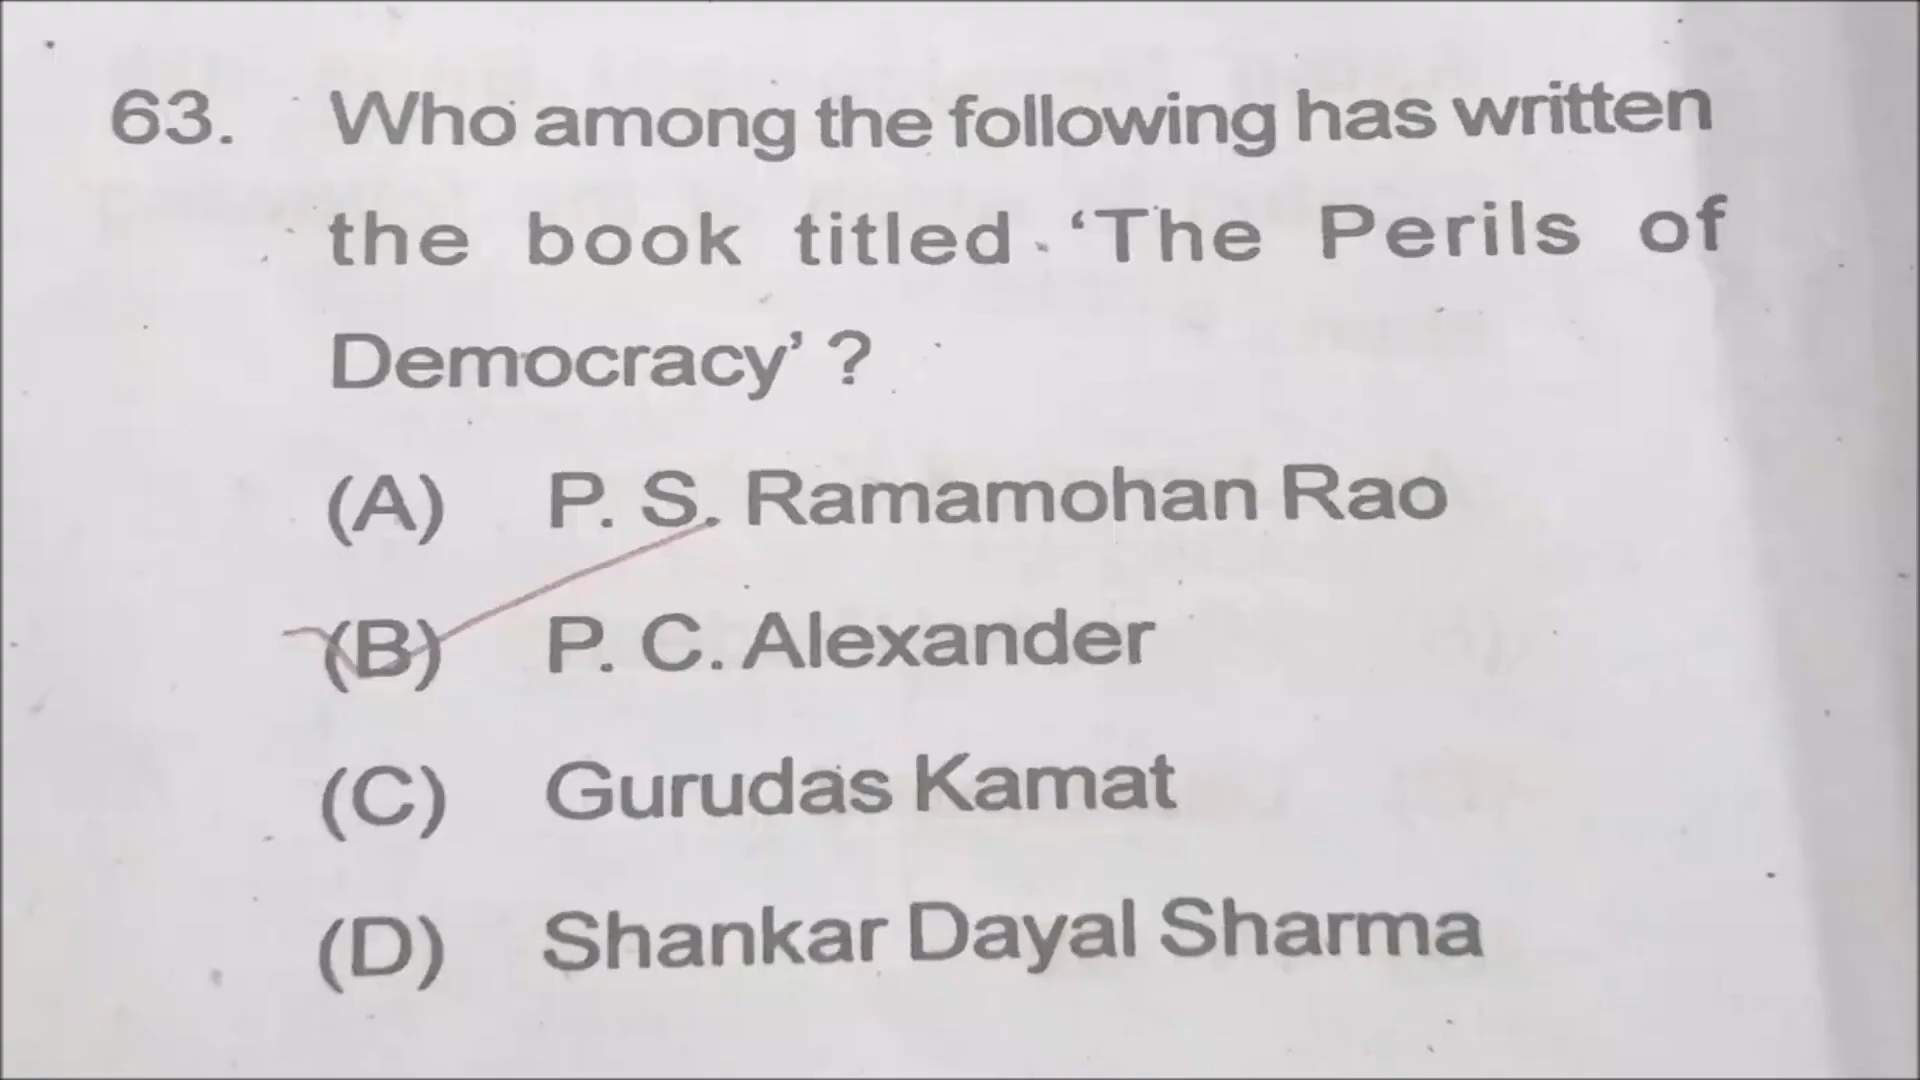 63. Who among the following has written
the book titled 'The Perils of
Democracy' ?
(A) P. S. Ramamohan Rao
(B) P. C. Alexander
(C) Gurudas Kamat
(D) Shankar Dayal Sharma